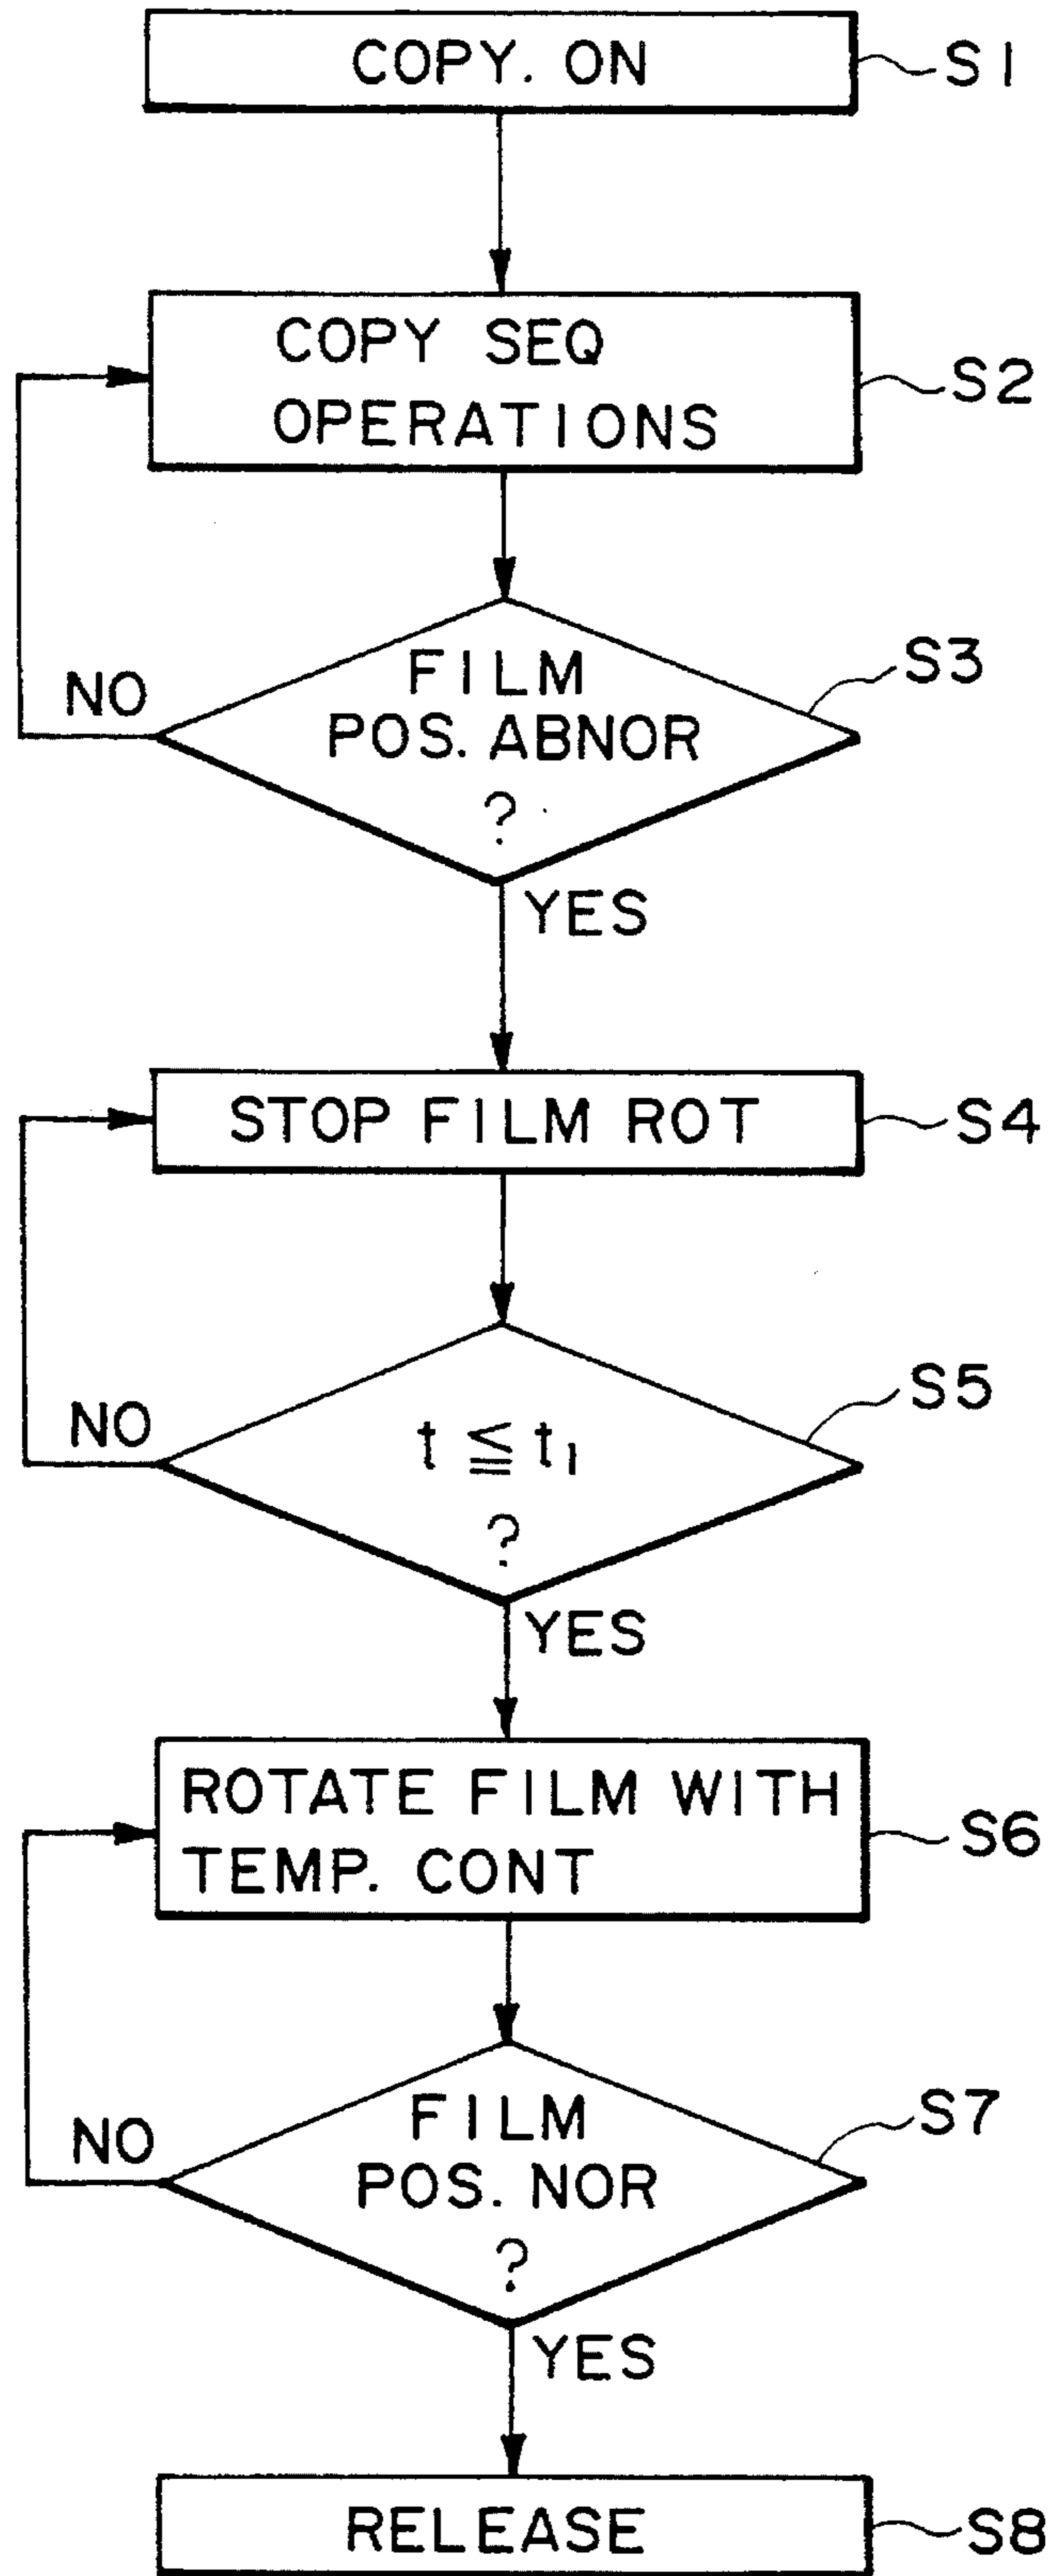 COPY. ON
S1
COPY SEQ
OPERATIONS
S2
FILM
POS. ABNOR
?
S3
NO
YES
STOP FILM ROT
S4
t ≦ t₁
?
S5
NO
YES
ROTATE FILM WITH
TEMP. CONT
S6
FILM
POS. NOR
?
S7
NO
YES
RELEASE
S8